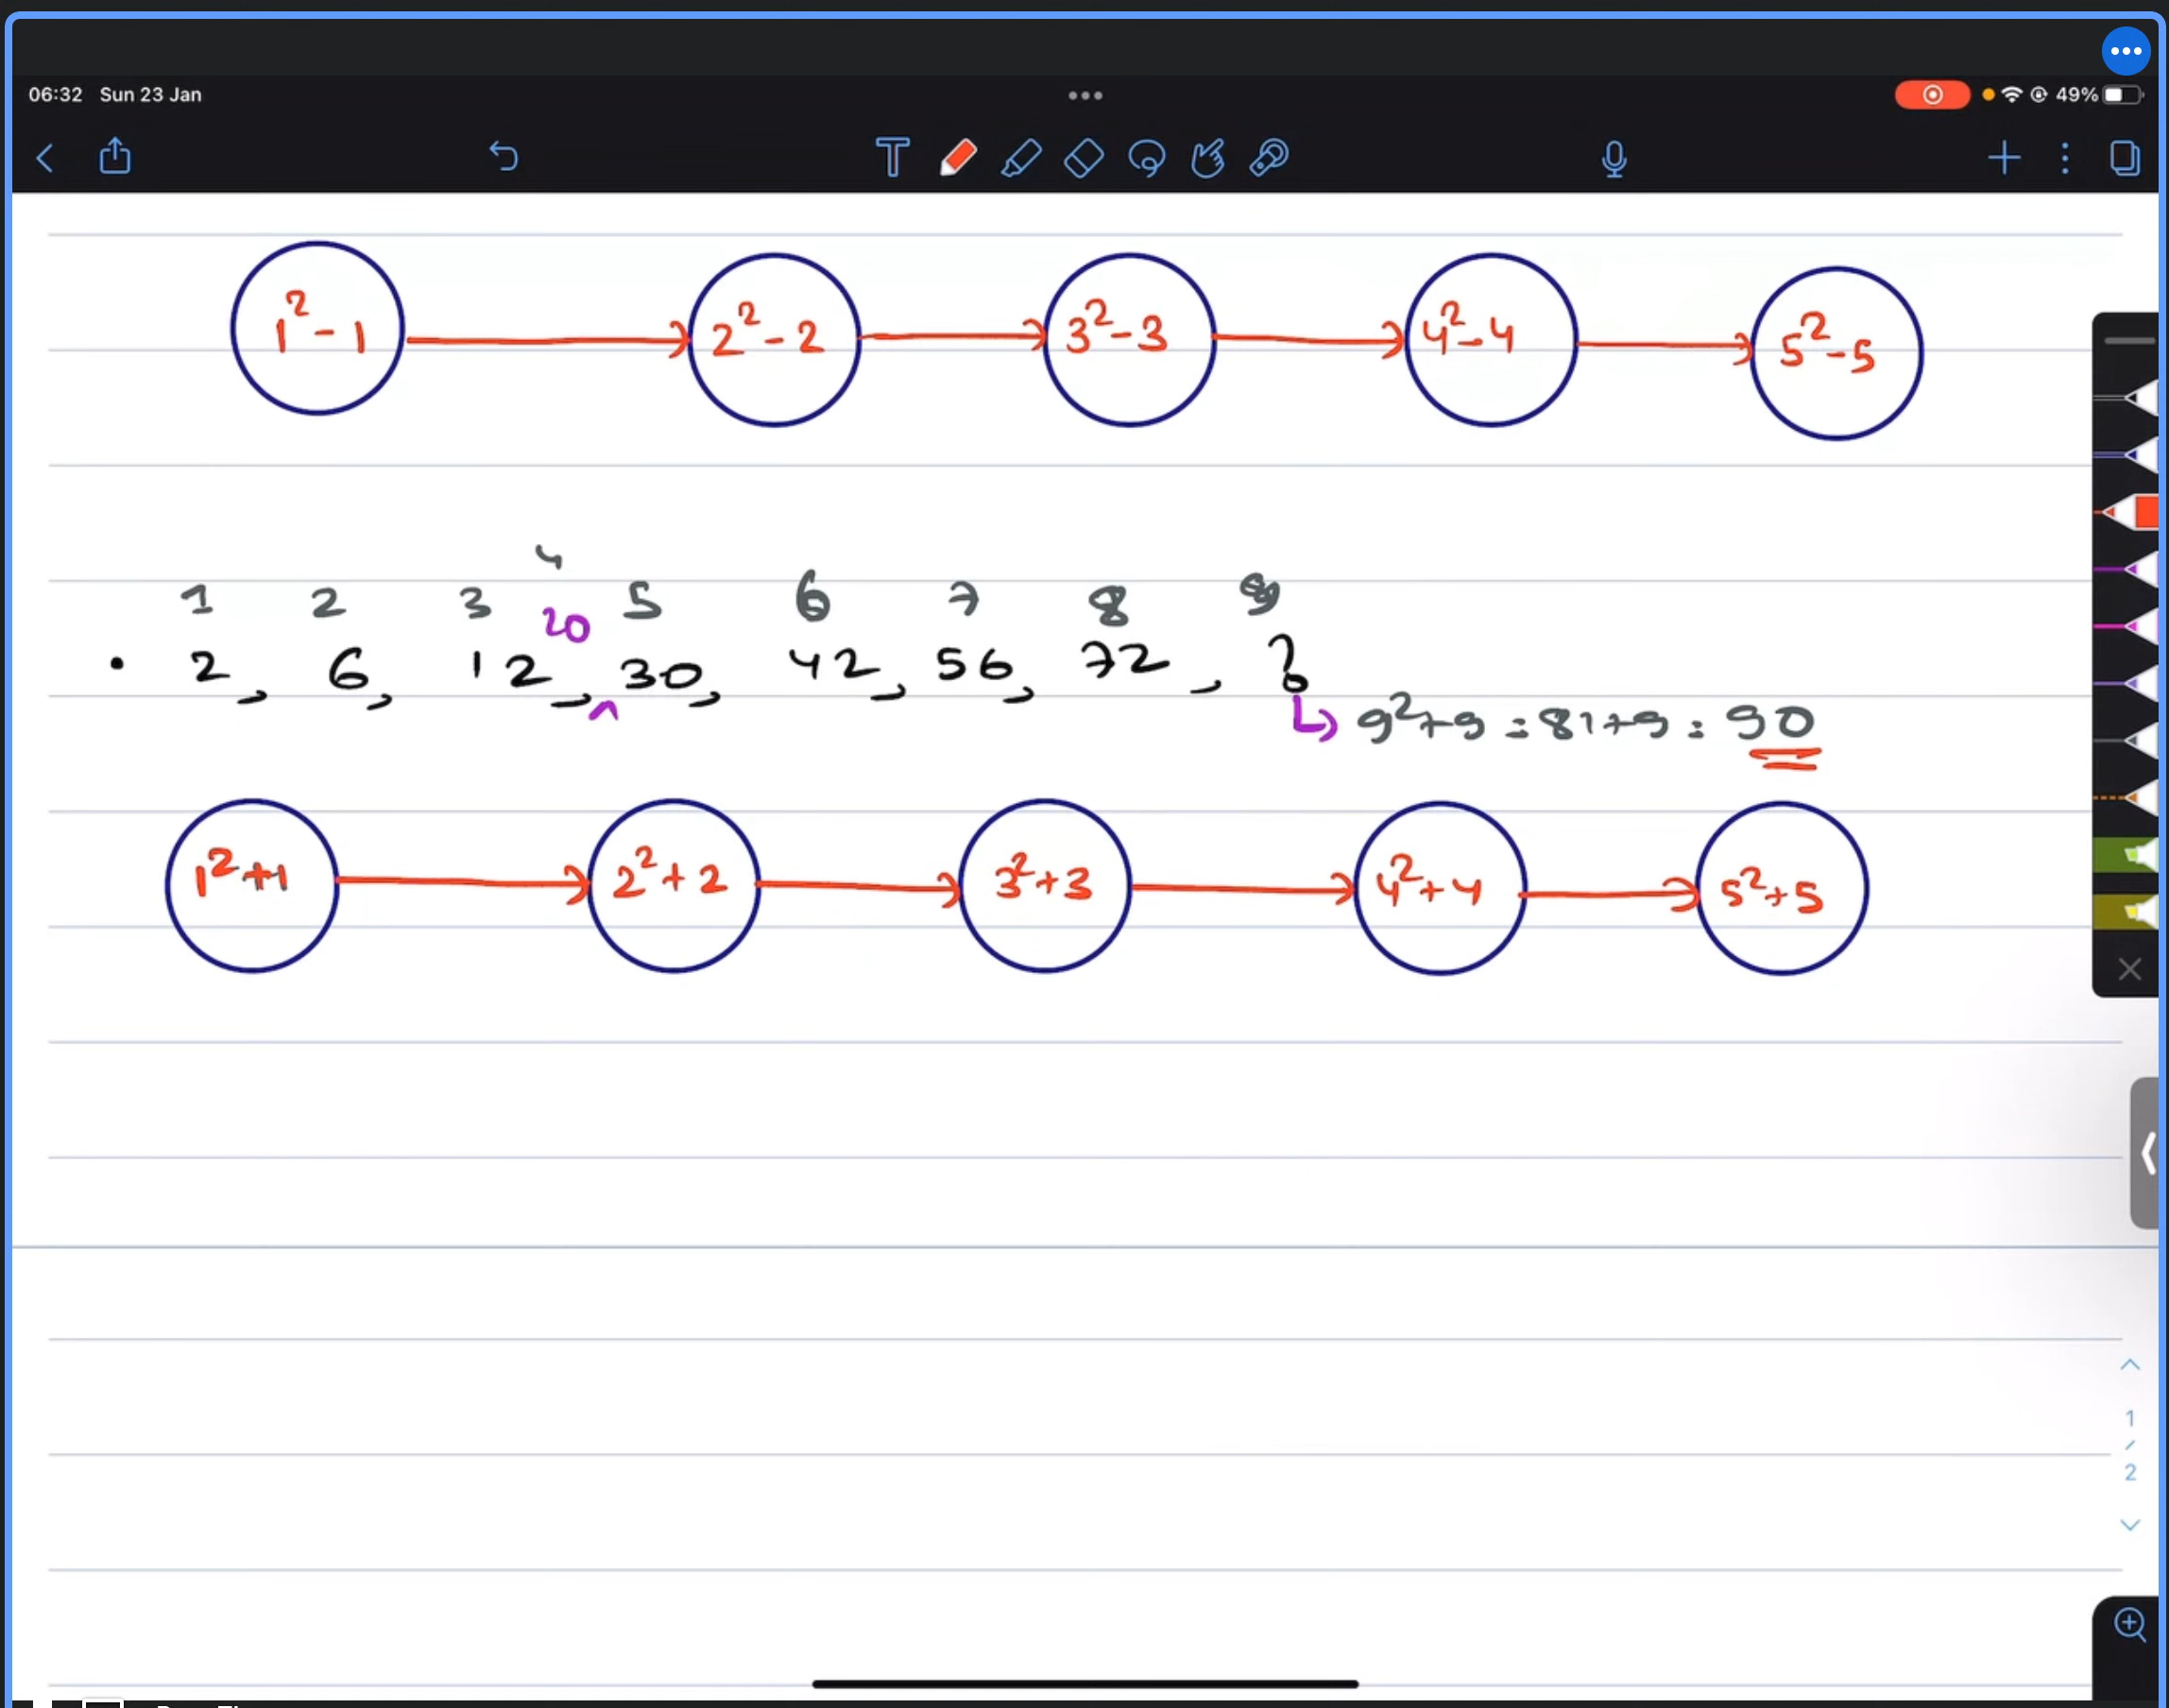 06:32 Sun 23 Jan
49%
1² - 1 → 2² - 2 → 3² - 3 → 4² - 4 → 5² - 5
4
1 2 3 5 6 7 8 9
20
• 2, 6, 12, 30, 42, 56, 72, ?
^
↳ 9²+9 = 81+9 = 90
1²+1 → 2²+2 → 3²+3 → 4²+4 → 5²+5
1
/
2